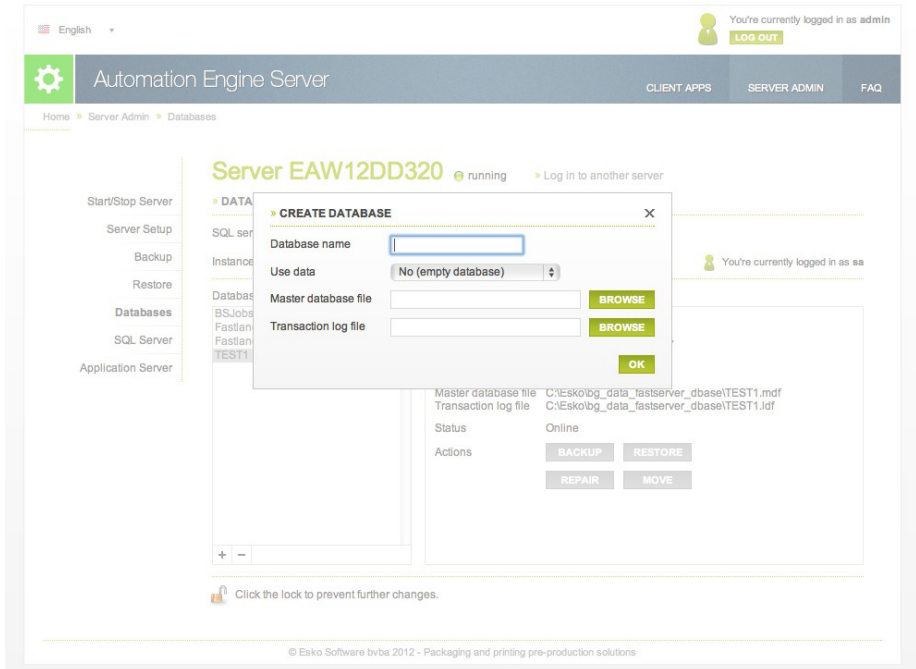 English
You're currently logged in as admin
LOG OUT
Automation Engine Server
CLIENT APPS
SERVER ADMIN
FAQ
Home » Server Admin » Databases
Server EAW12DD320
running
» Log in to another server
Start/Stop Server
Server Setup
Backup
Restore
Databases
SQL Server
Application Server
» DATA
SQL ser
Instance
You're currently logged in as sa
Databas
BSJobs
Fastlan
Fastlan
TEST1
» CREATE DATABASE
Database name
Use data No (empty database)
Master database file BROWSE
Transaction log file BROWSE
OK
Master database file C:\Esko\bg_data_fastserver_dbase\TEST1.mdf
Transaction log file C:\Esko\bg_data_fastserver_dbase\TEST1.ldf
Status Online
Actions BACKUP RESTORE
REPAIR MOVE
+ −
Click the lock to prevent further changes.
© Esko Software bvba 2012 - Packaging and printing pre-production solutions